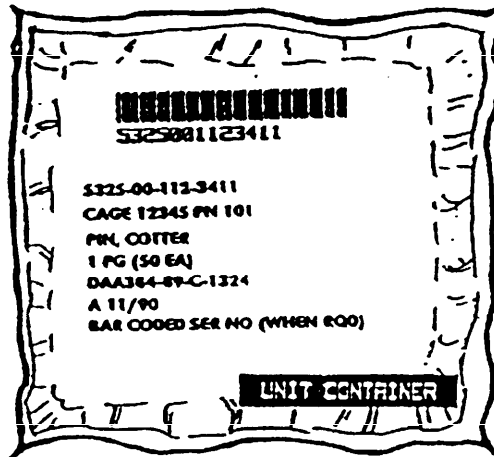 5325001123411
5325-00-112-3411
CAGE 12345 PN 101
PIN, COTTER
1 PG (50 EA)
DAA364-89-C-1324
A 11/90
BAR CODED SER NO (WHEN RQD)
UNIT CONTAINER